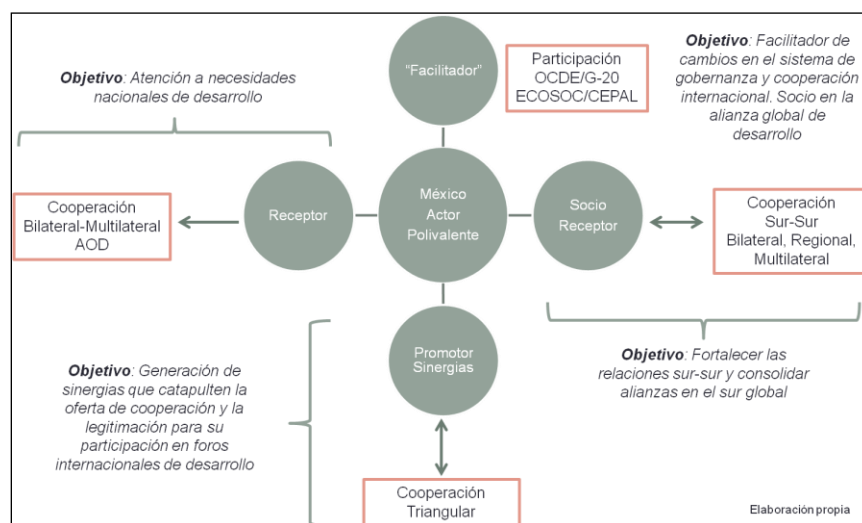 "Facilitador"
Participación
OCDE/G-20
ECOSOC/CEPAL
Objetivo: Facilitador de
cambios en el sistema de
gobernanza y cooperación
internacional. Socio en la
alianza global de
desarrollo
Objetivo: Atención a necesidades
nacionales de desarrollo
Cooperación
Bilateral-Multilateral
AOD
Receptor
México
Actor
Polivalente
Socio
Receptor
Cooperación
Sur-Sur
Bilateral, Regional,
Multilateral
Objetivo: Fortalecer las
relaciones sur-sur y consolidar
alianzas en el sur global
Promotor
Sinergias
Objetivo: Generación de
sinergias que catapulten la
oferta de cooperación y la
legitimación para su
participación en foros
internacionales de desarrollo
Cooperación
Triangular
Elaboración propia